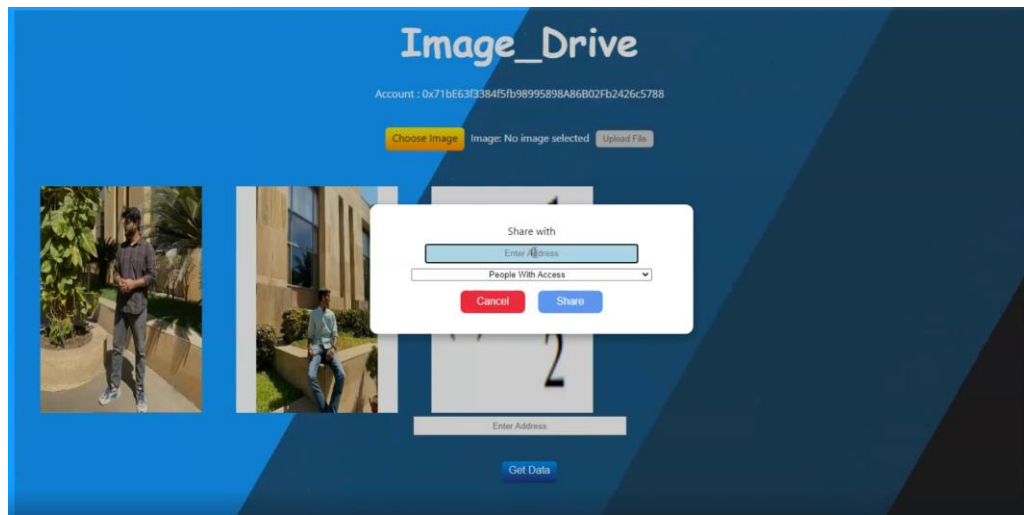 Image_Drive
Account : 0x71bE63f3384f5fb98995898A86B02Fb2426c5788
Choose Image Image: No image selected Upload File
Share with
Enter Address
People With Access
Cancel Share
2
Enter Address
Get Data